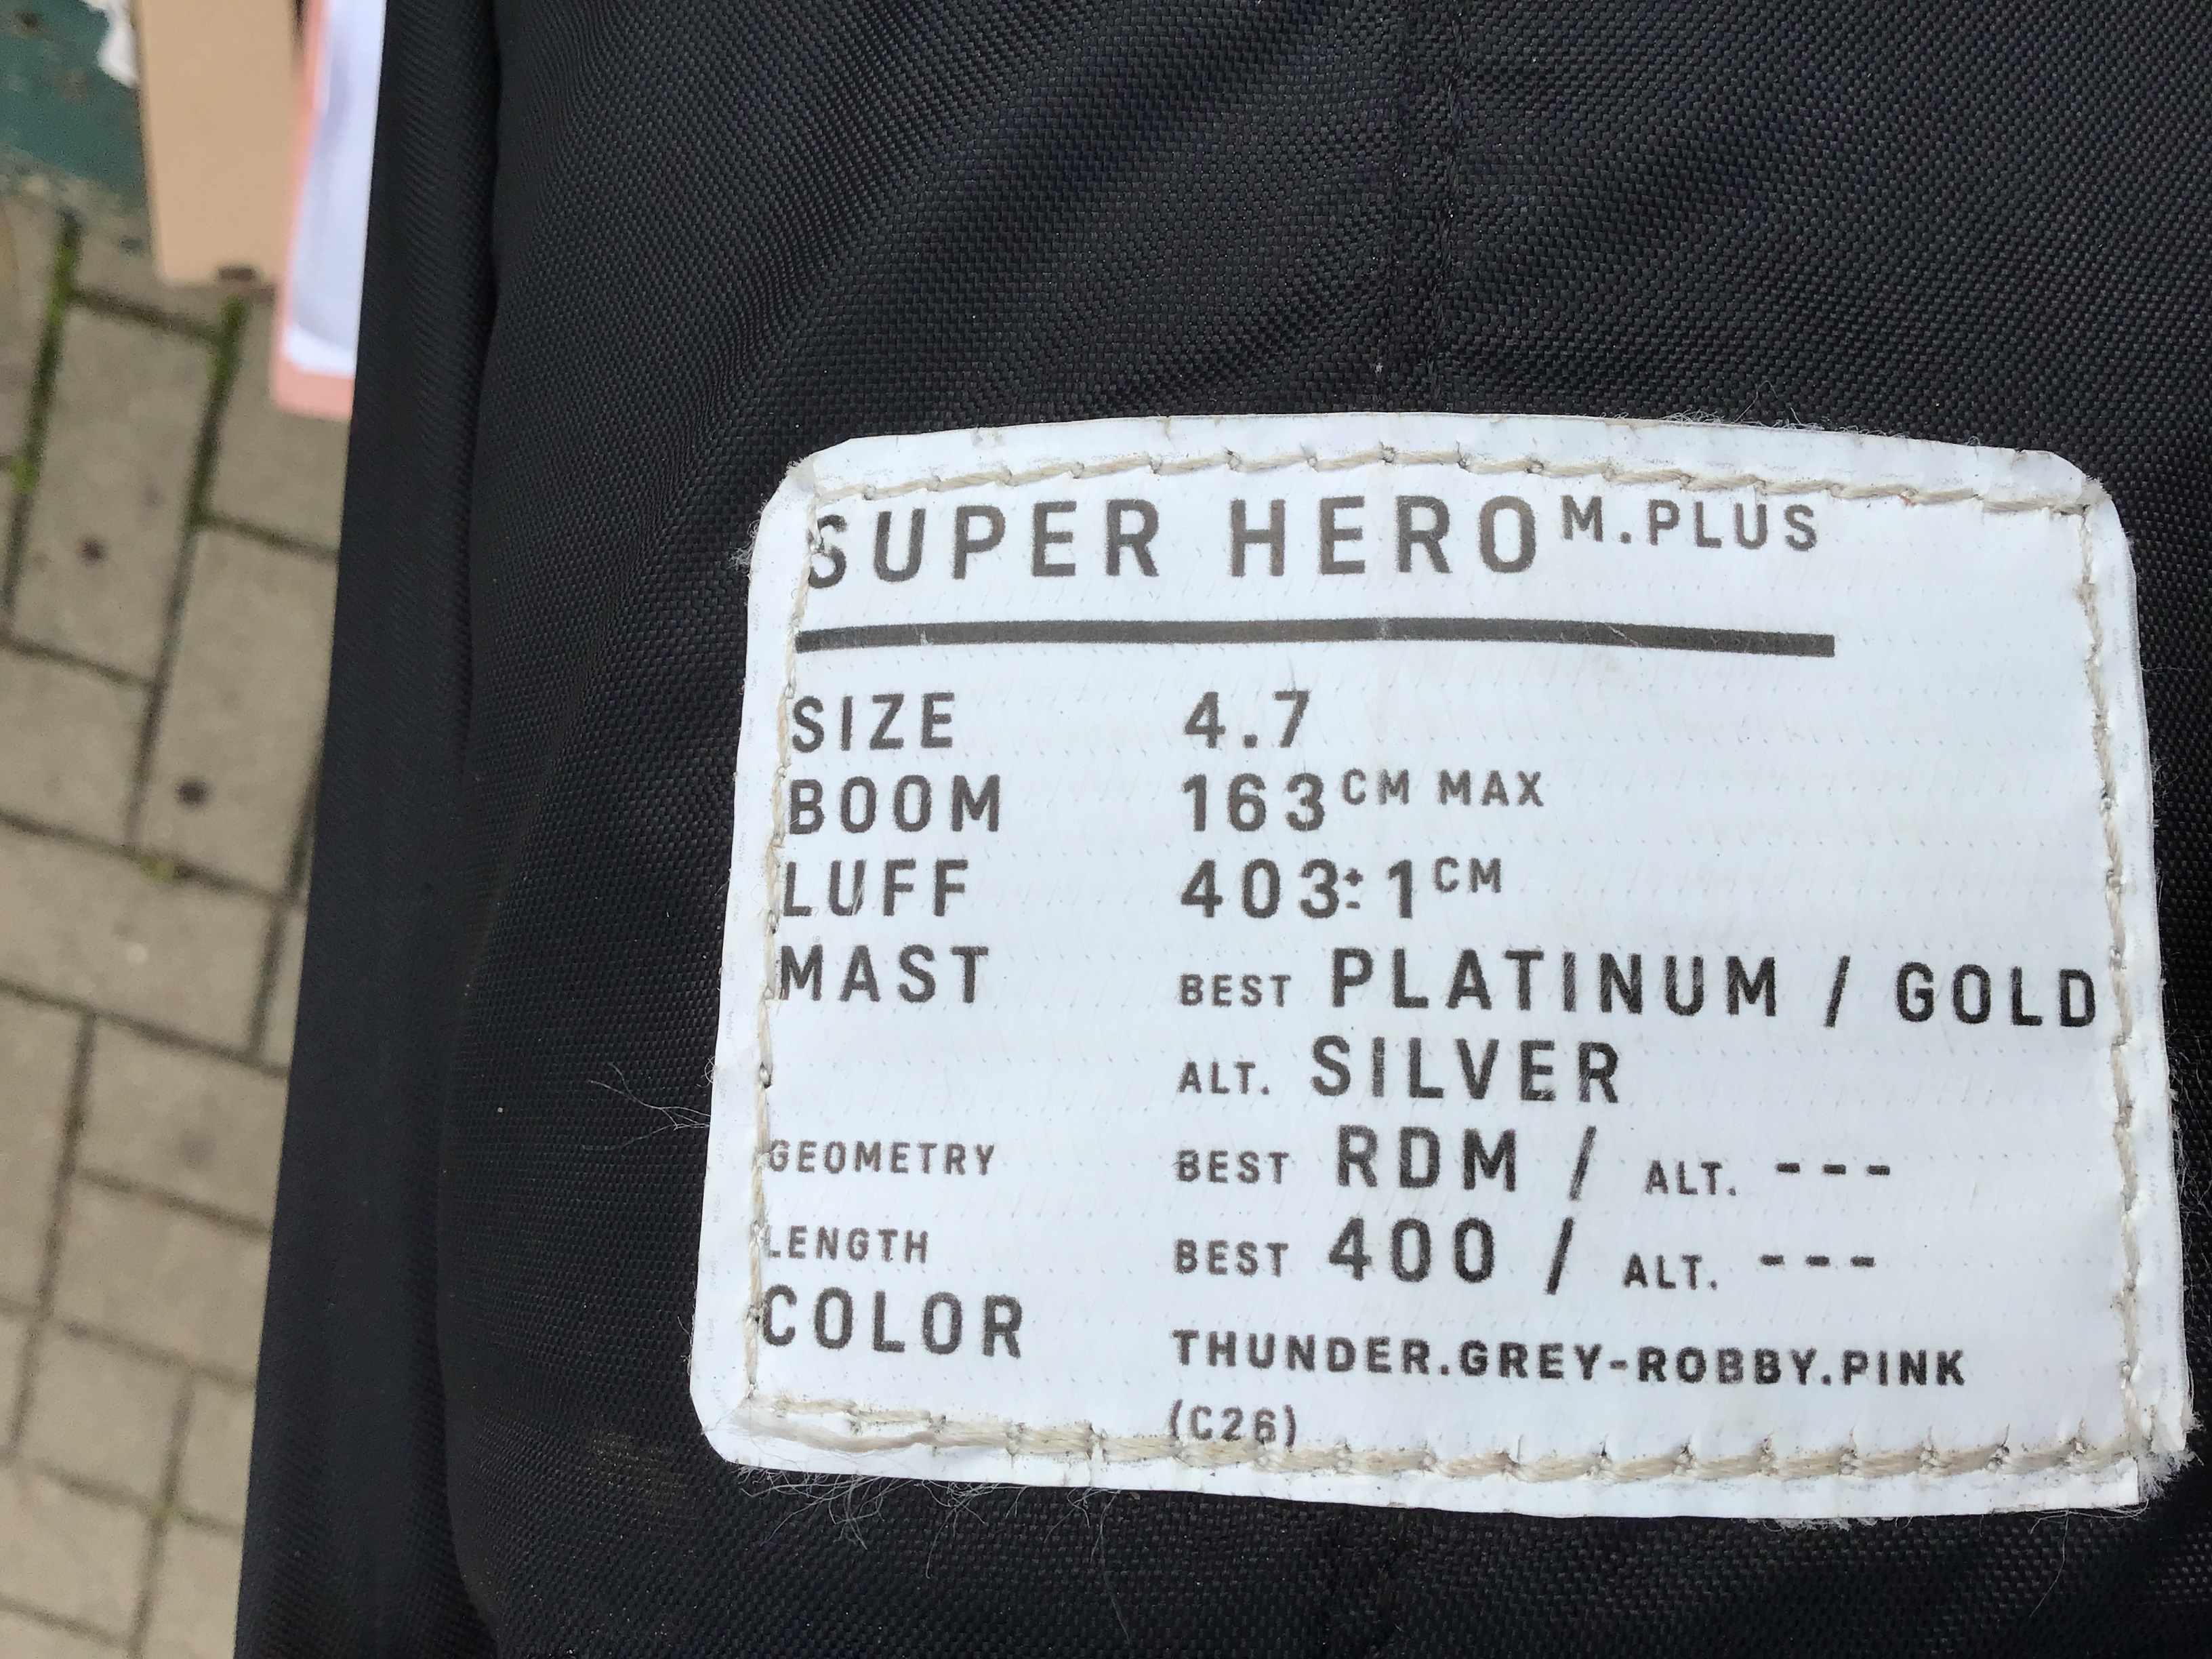 SUPER HERO M.PLUS
SIZE 4.7
BOOM 163 CM MAX
LUFF 403 ± 1 CM
MAST BEST PLATINUM / GOLD
ALT. SILVER
GEOMETRY BEST RDM / ALT. ---
LENGTH BEST 400 / ALT. ---
COLOR THUNDER.GREY-ROBBY.PINK
(C26)